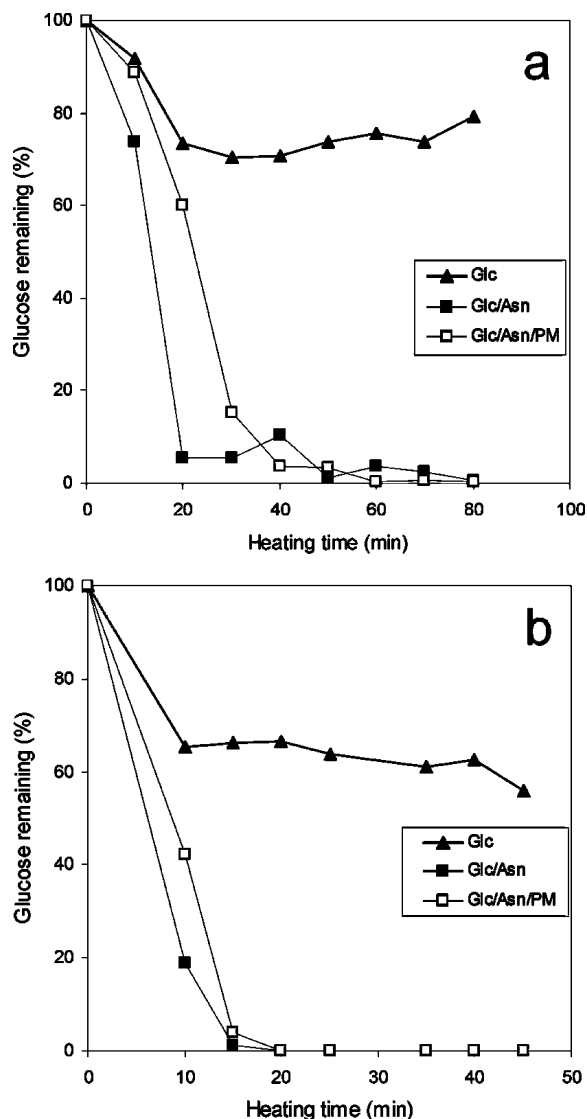 a
Glucose remaining (%)
100
80
60
40
20
0
Glc
Glc/Asn
Glc/Asn/PM
0 20 40 60 80 100
Heating time (min)
b
Glucose remaining (%)
100
80
60
40
20
0
Glc
Glc/Asn
Glc/Asn/PM
0 10 20 30 40 50
Heating time (min)